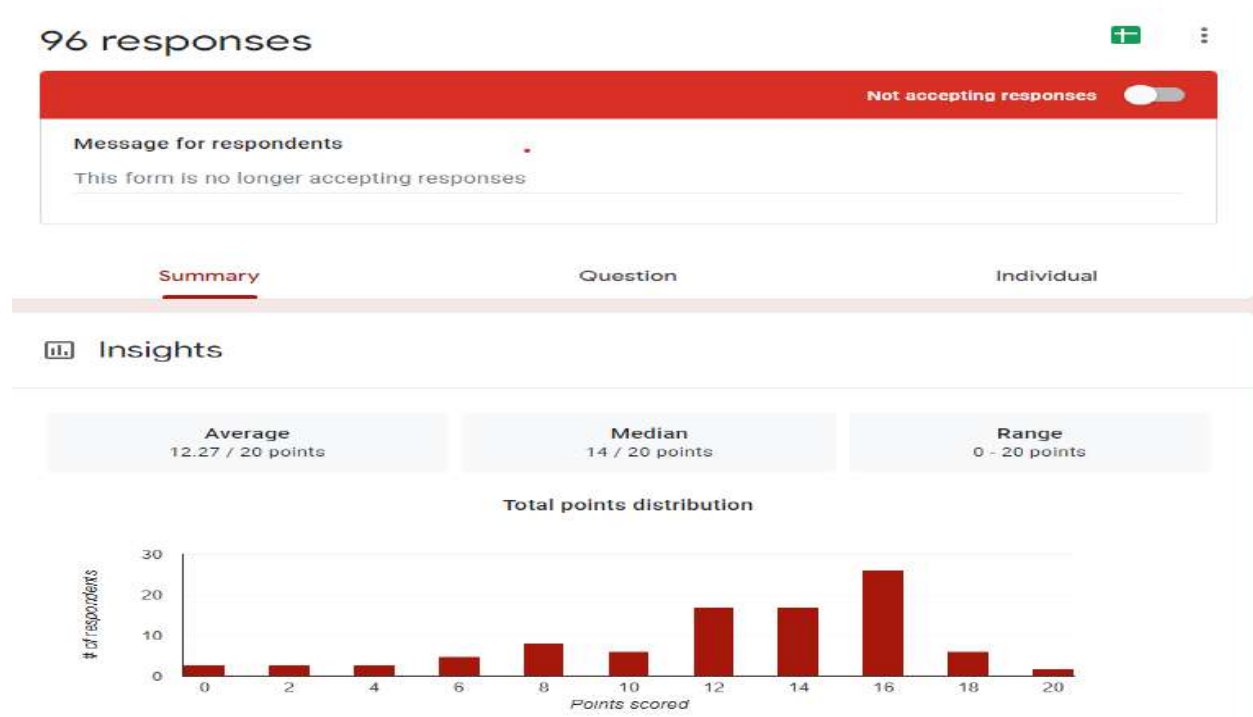 96 responses
Not accepting responses
Message for respondents
This form is no longer accepting responses
Summary Question Individual
Insights
Average Median Range
12.27 / 20 points 14 / 20 points 0 - 20 points
Total points distribution
# of respondents
30
20
10
0
0 2 4 6 8 10 12 14 16 18 20
Points scored